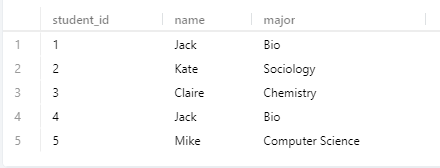 student_id name major
1 1 Jack Bio
2 2 Kate Sociology
3 3 Claire Chemistry
4 4 Jack Bio
5 5 Mike Computer Science